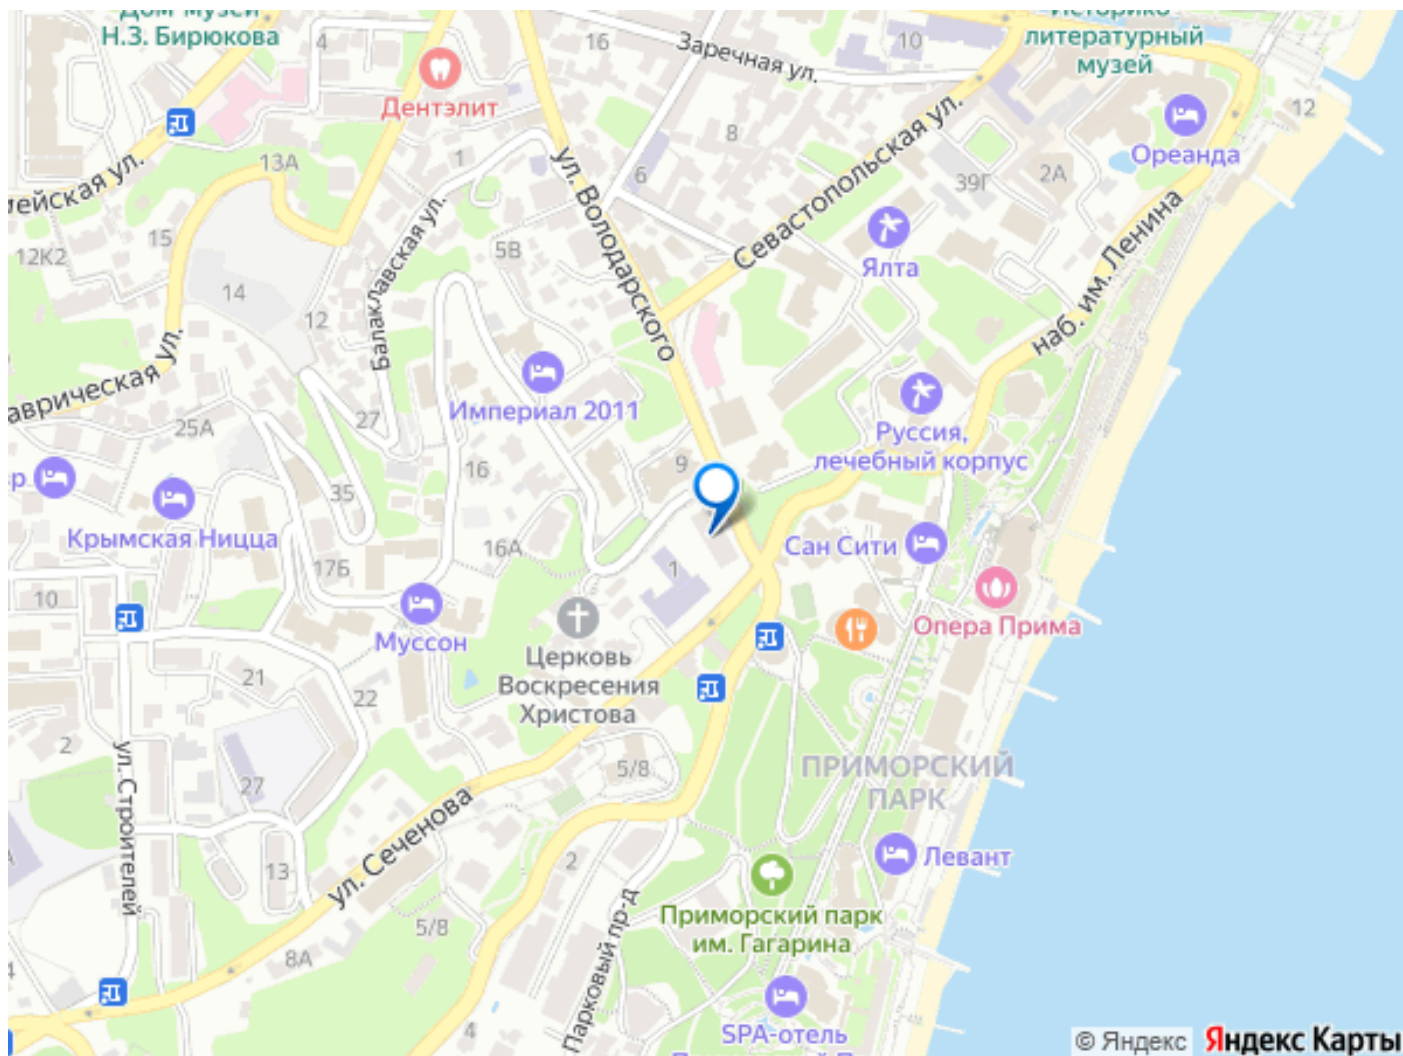 Дом-музей
Н.З. Бирюкова
4
16
Заречная ул.
10
Историко-
литературный
музей
12
Дентэлит
Ореанда
8
13А
1
6
39Г
2А
ул. Володарского
Севастопольская ул.
наб. им. Ленина
12К2
15
5В
Ялта
14
12
Балаклавская ул.
Империал 2011
27
25А
Руссия,
лечебный корпус
9
16
35
Крымская Ницца
16А
17Б
Сан Сити
1
10
Муссон
Опера Прима
Церковь
Воскресения
Христова
21
22
2
27
5/8
ПРИМОРСКИЙ
ПАРК
ул. Строителей
ул. Сеченова
13
2
Левант
5/8
Приморский парк
им. Гагарина
8А
Парковый пр-д
4
4
SPA-отель
© Яндекс
Яндекс Карты